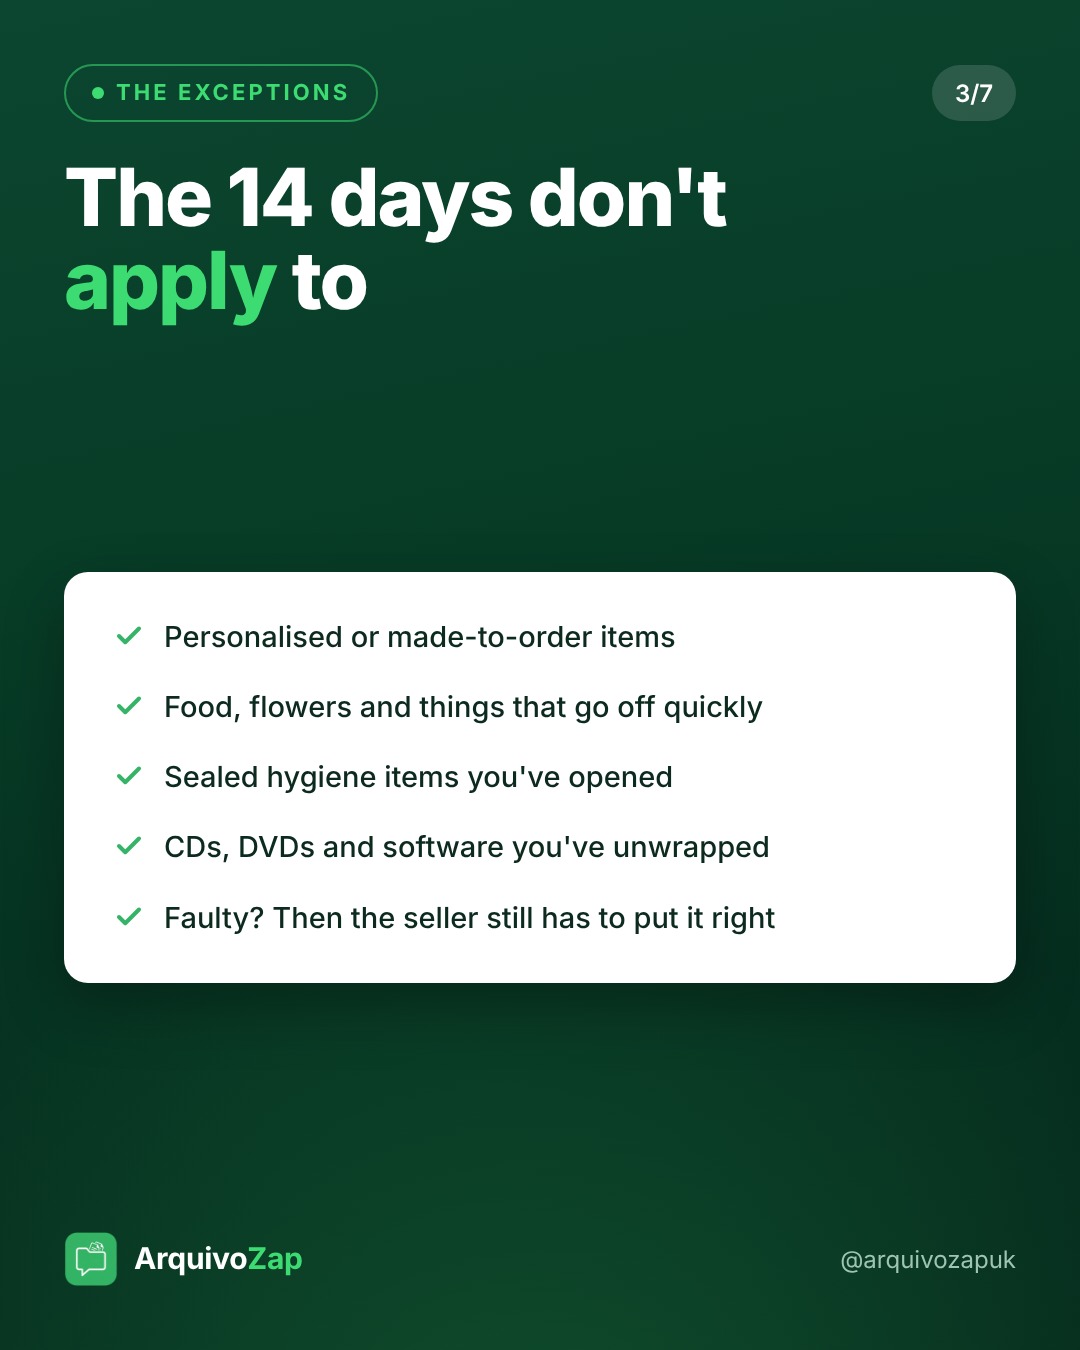 THE EXCEPTIONS
3/7
The 14 days don't
apply to
Personalised or made-to-order items
Food, flowers and things that go off quickly
Sealed hygiene items you've opened
CDs, DVDs and software you've unwrapped
Faulty? Then the seller still has to put it right
ArquivoZap
@arquivozapuk